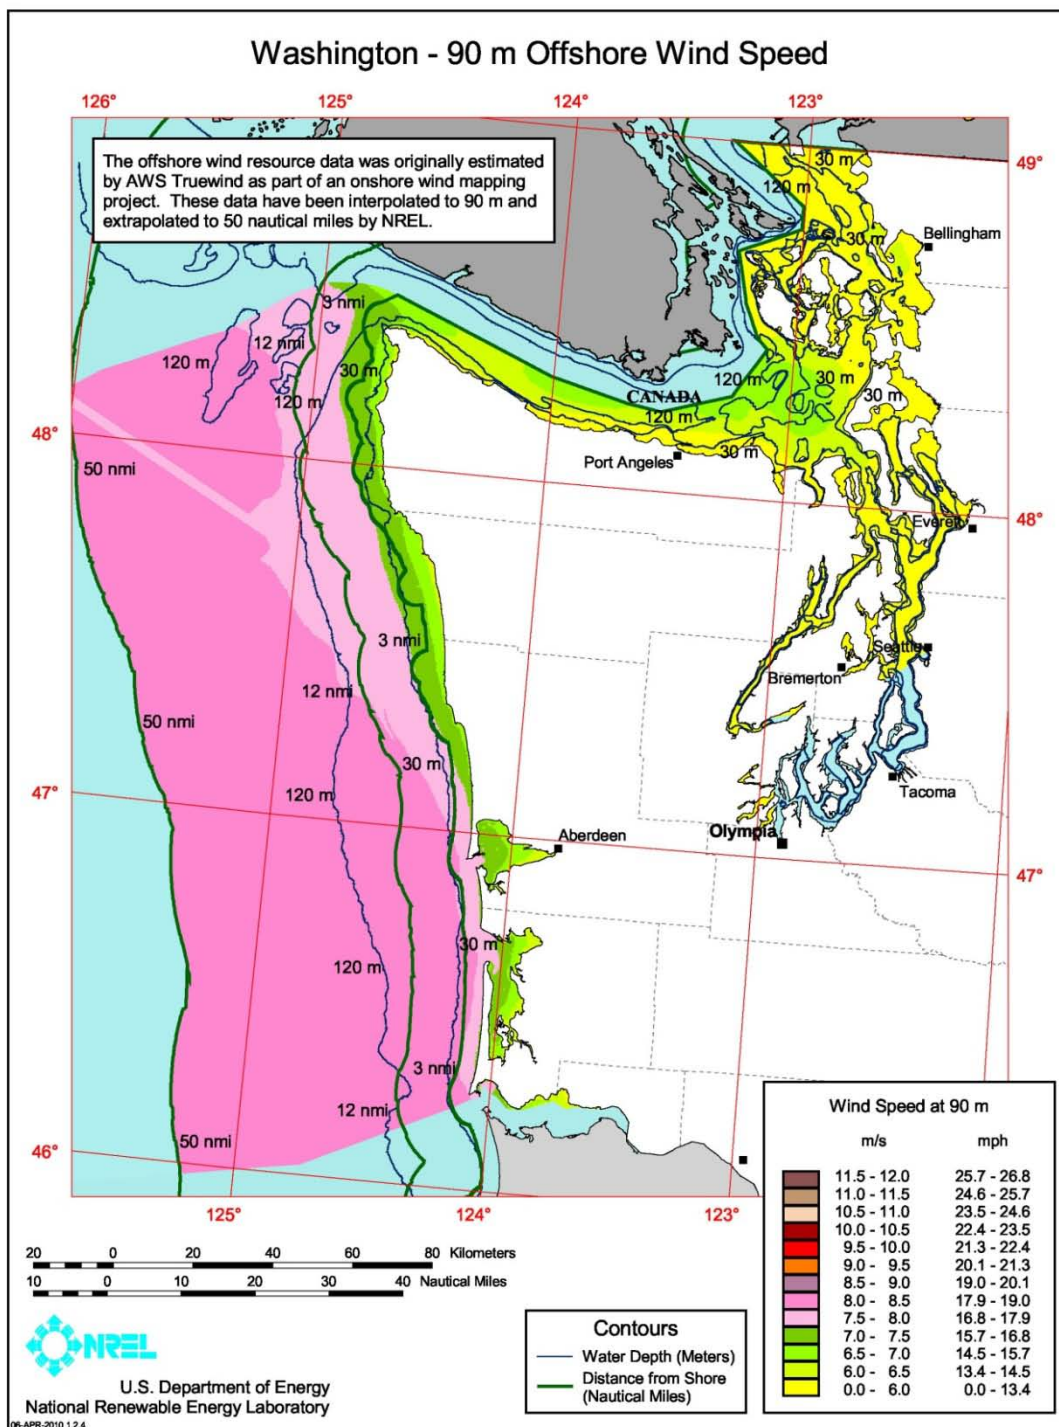 Washington - 90 m Offshore Wind Speed
126°
125°
124°
123°
The offshore wind resource data was originally estimated
by AWS Truewind as part of an onshore wind mapping
project. These data have been interpolated to 90 m and
extrapolated to 50 nautical miles by NREL.
30 m
49°
120 m
30 m
Bellingham
3 nmi
12 nmi
120 m
30 m
120 m
120 m
30 m
CANADA
30 m
120 m
48°
30 m
50 nmi
Port Angeles
48°
Everett
3 nmi
Seattle
12 nmi
Bremerton
50 nmi
30 m
47°
120 m
Tacoma
Olympia
Aberdeen
47°
30 m
120 m
3 nmi
12 nmi
50 nmi
46°
125°
124°
123°
Wind Speed at 90 m
m/s mph
11.5 - 12.0 25.7 - 26.8
11.0 - 11.5 24.6 - 25.7
10.5 - 11.0 23.5 - 24.6
10.0 - 10.5 22.4 - 23.5
9.5 - 10.0 21.3 - 22.4
9.0 - 9.5 20.1 - 21.3
8.5 - 9.0 19.0 - 20.1
8.0 - 8.5 17.9 - 19.0
7.5 - 8.0 16.8 - 17.9
7.0 - 7.5 15.7 - 16.8
6.5 - 7.0 14.5 - 15.7
6.0 - 6.5 13.4 - 14.5
0.0 - 6.0 0.0 - 13.4
20 0 20 40 60 80 Kilometers
10 0 10 20 30 40 Nautical Miles
Contours
Water Depth (Meters)
Distance from Shore
(Nautical Miles)
NREL
U.S. Department of Energy
National Renewable Energy Laboratory
06-APR-2010 1.2.4